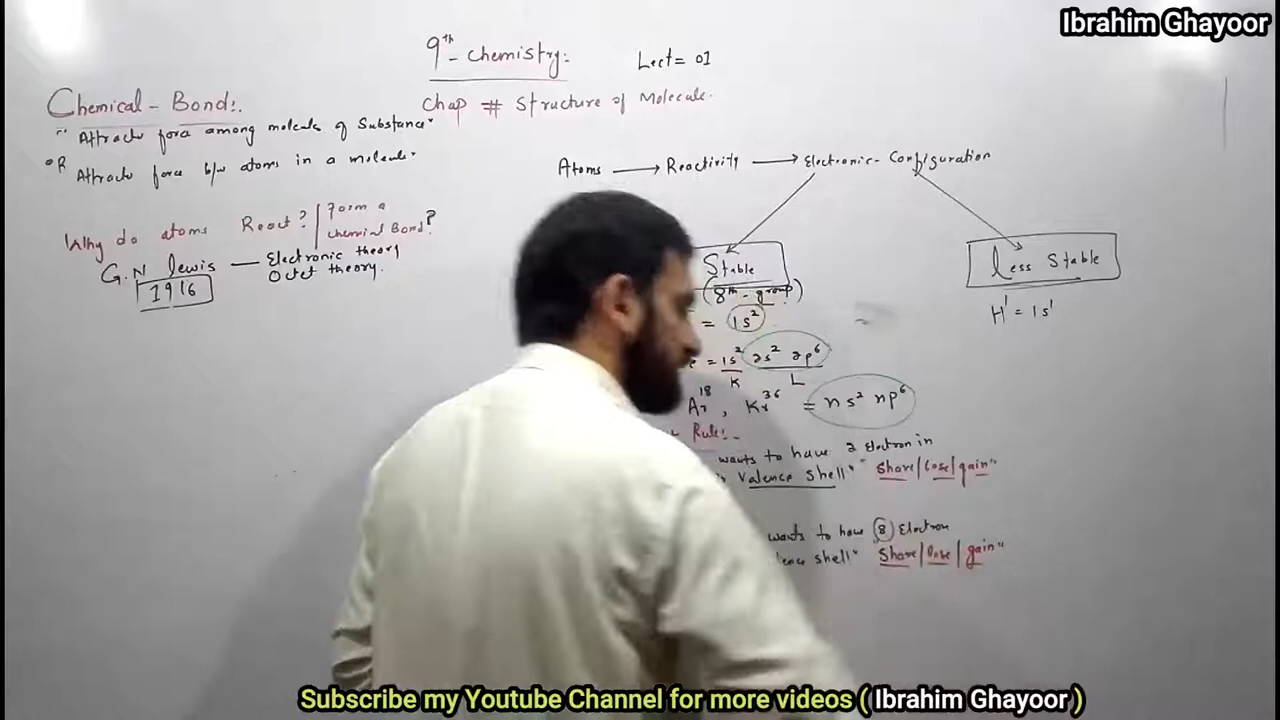 Ibrahim Ghayoor
9th - Chemistry:
Lect = 01
Chap # Structure of Molecule.
Chemical - Bond:
"Attractive force among molecules of Substance"
OR
Attractive force b/w atoms in a molecule.
Why do atoms React? | Form a chemical Bond?
G.N lewis — Electronic theory
Octet theory.
1916
Atoms → Reactivity → Electronic-Configuration
Stable
(8th - group)
= 1s²
= 1s² 2s² 2p⁶
K L
Ar¹⁸, Kr³⁶ = ns² np⁶
Rule:-
wants to have 2 Electron in
Valence Shell" "Share/lose/gain"
wants to have 8 Electron
shell" Share/lose/gain"
less Stable
H¹ = 1s¹
Subscribe my Youtube Channel for more videos ( Ibrahim Ghayoor )